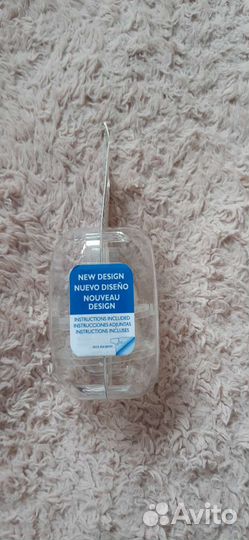 NEW DESIGN
NUEVO DISEÑO
NOUVEAU
DESIGN
INSTRUCTIONS INCLUDED
INSTRUCCIONES ADJUNTAS
INSTRUCTIONS INCLUSES
Avito